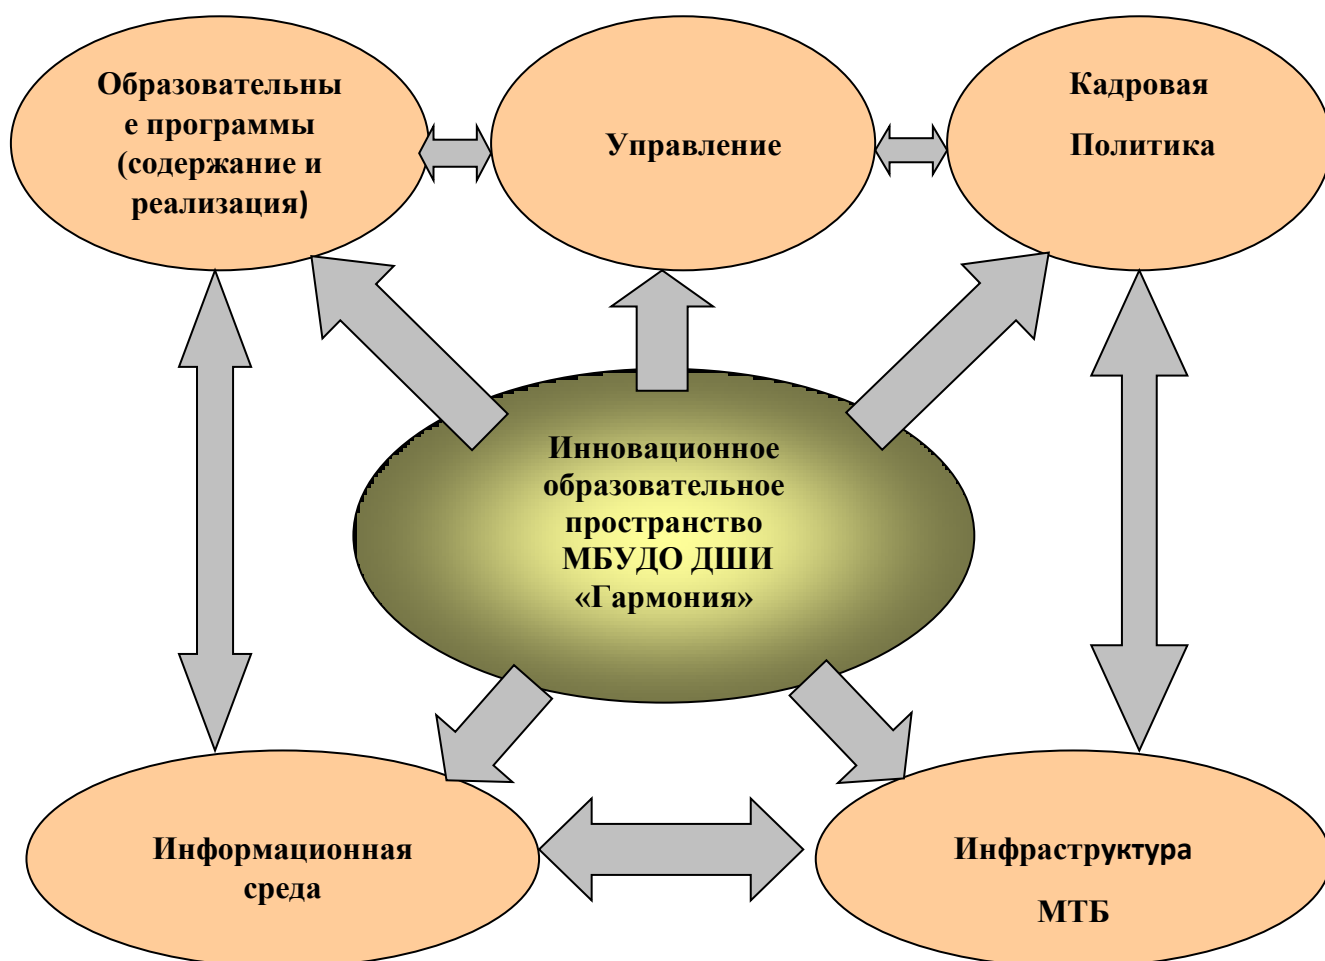 Образовательны
е программы
(содержание и
реализация)
Управление
Кадровая
Политика
Инновационное
образовательное
пространство
МБУДО ДШИ
«Гармония»
Информационная
среда
Инфраструктура
МТБ